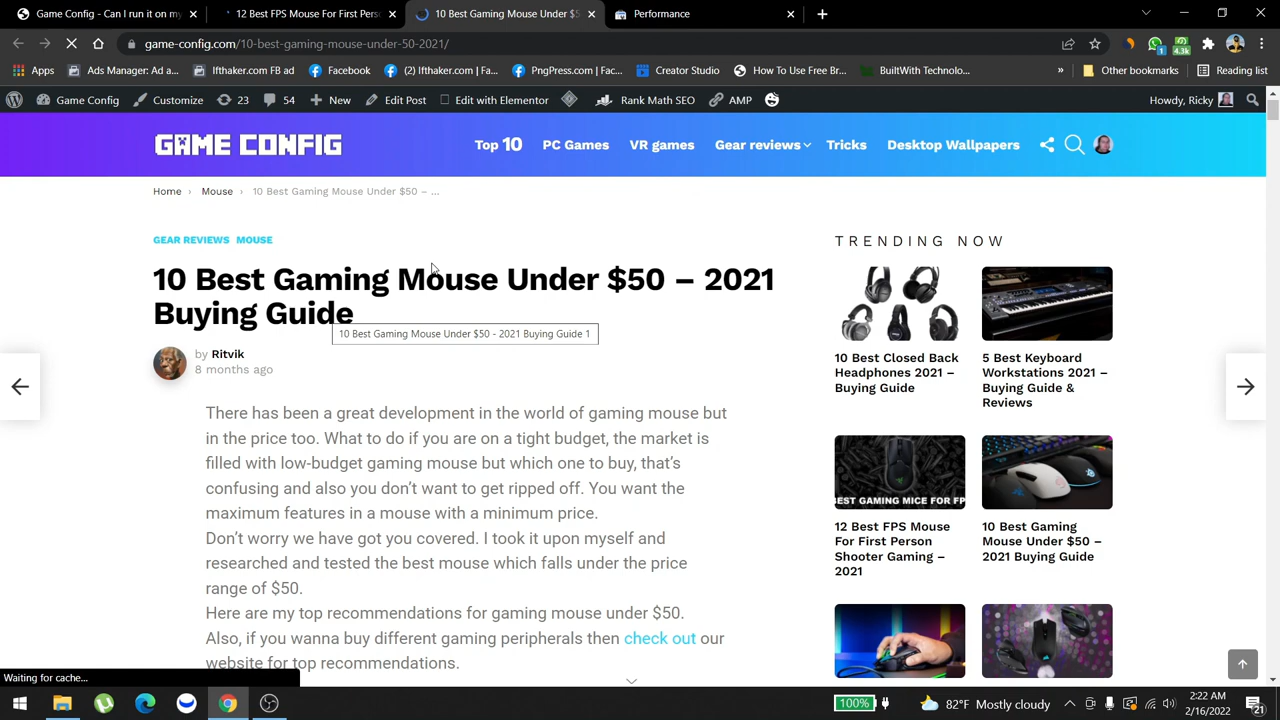 Game Config - Can I run it on my
12 Best FPS Mouse For First Pers
10 Best Gaming Mouse Under $5
Performance
game-config.com/10-best-gaming-mouse-under-50-2021/
1
4.3k
Apps
Ads Manager: Ad a...
Ifthaker.com FB ad
Facebook
(2) Ifthaker.com | Fa...
PngPress.com | Fac...
Creator Studio
How To Use Free Br...
BuiltWith Technolo...
»
Other bookmarks
Reading list
Game Config
Customize
23
54
New
Edit Post
Edit with Elementor
Rank Math SEO
AMP
Howdy, Ricky
GAME CONFIG
Top 10
PC Games
VR games
Gear reviews
Tricks
Desktop Wallpapers
Home › Mouse › 10 Best Gaming Mouse Under $50 – ...
GEAR REVIEWS MOUSE
10 Best Gaming Mouse Under $50 – 2021
Buying Guide
10 Best Gaming Mouse Under $50 - 2021 Buying Guide 1
by Ritvik
8 months ago
There has been a great development in the world of gaming mouse but
in the price too. What to do if you are on a tight budget, the market is
filled with low-budget gaming mouse but which one to buy, that's
confusing and also you don't want to get ripped off. You want the
maximum features in a mouse with a minimum price.
Don't worry we have got you covered. I took it upon myself and
researched and tested the best mouse which falls under the price
range of $50.
Here are my top recommendations for gaming mouse under $50.
Also, if you wanna buy different gaming peripherals then check out our
website for top recommendations.
TRENDING NOW
10 Best Closed Back
Headphones 2021 –
Buying Guide
5 Best Keyboard
Workstations 2021 –
Buying Guide &
Reviews
BEST GAMING MICE FOR FP
12 Best FPS Mouse
For First Person
Shooter Gaming –
2021
10 Best Gaming
Mouse Under $50 –
2021 Buying Guide
Waiting for cache...
100%
82°F Mostly cloudy
2:22 AM
2/16/2022
21